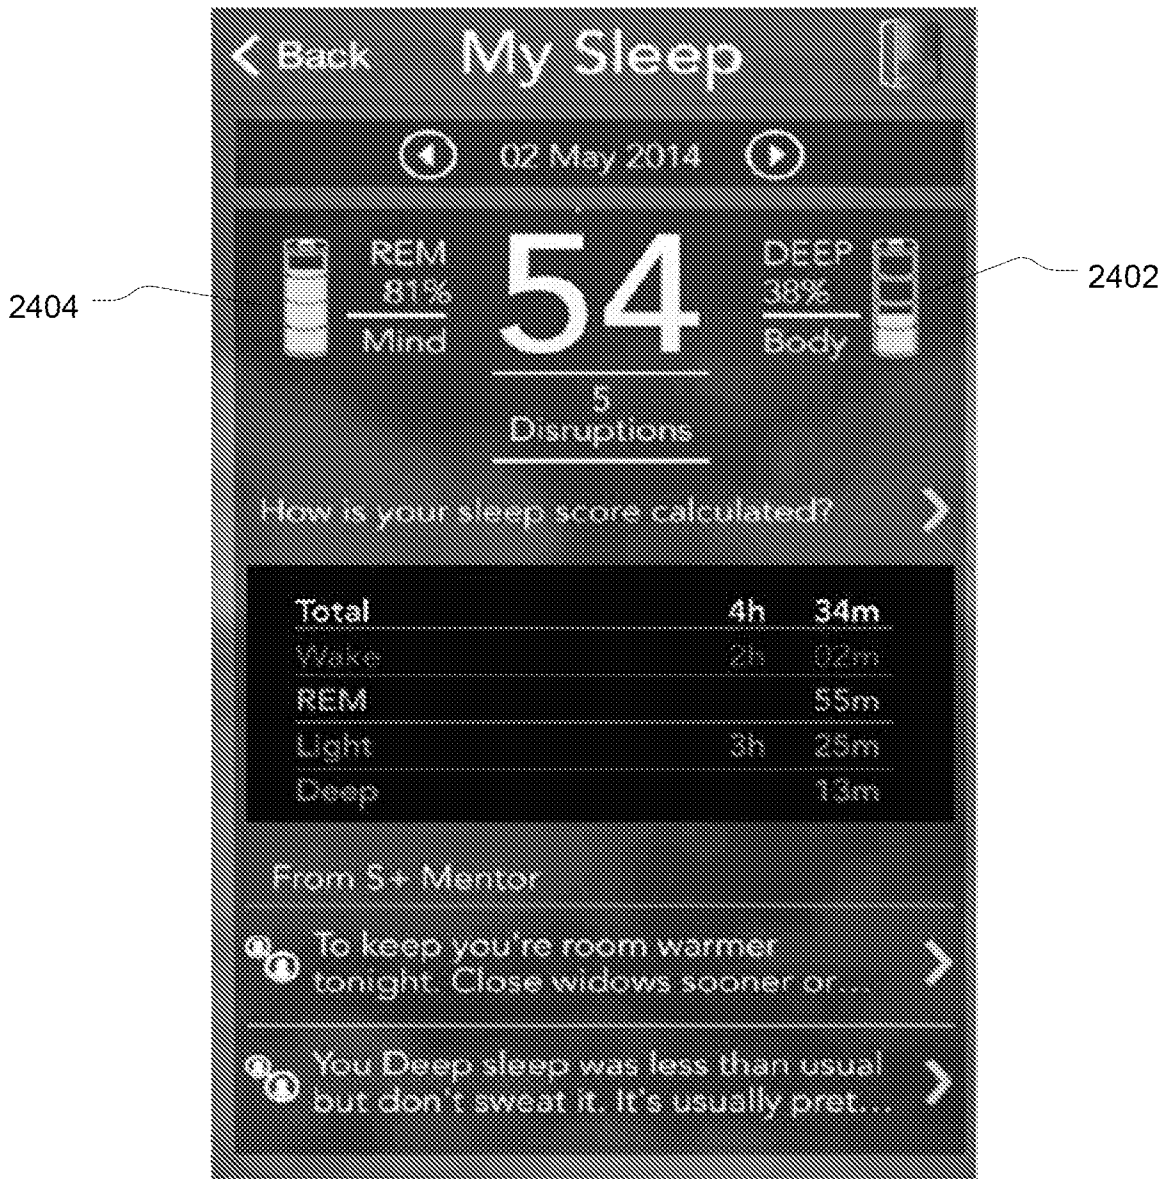 Back My Sleep
02 May 2014
REM 54 DEEP
81% 38%
Mind Body
2404
2402
5
Disruptions
How is your sleep score calculated?
Total 4h 34m
Wake 2h 02m
REM 55m
Light 3h 25m
Deep 13m
From S+ Mentor
To keep you're room warmer
tonight. Close widows sooner or....
You Deep sleep was less than usual
but don't sweat it. It's usually pret...